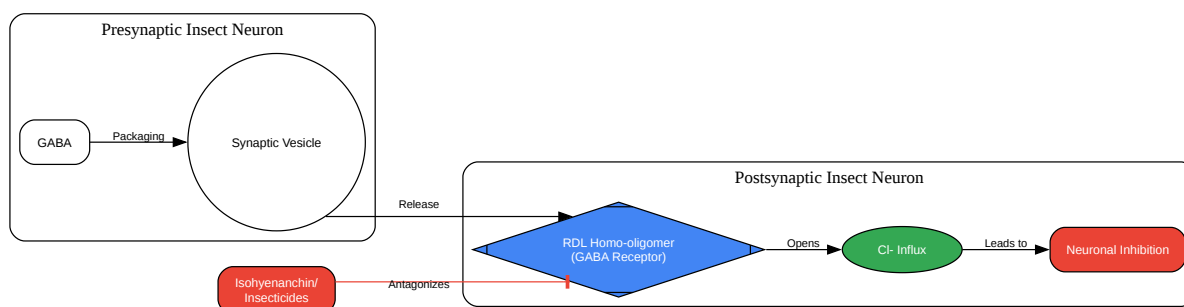 Presynaptic Insect Neuron
GABA
Packaging
Synaptic Vesicle
Release
Postsynaptic Insect Neuron
RDL Homo-oligomer
(GABA Receptor)
Opens
Cl- Influx
Leads to
Neuronal Inhibition
Isohyenanchin/
Insecticides
Antagonizes